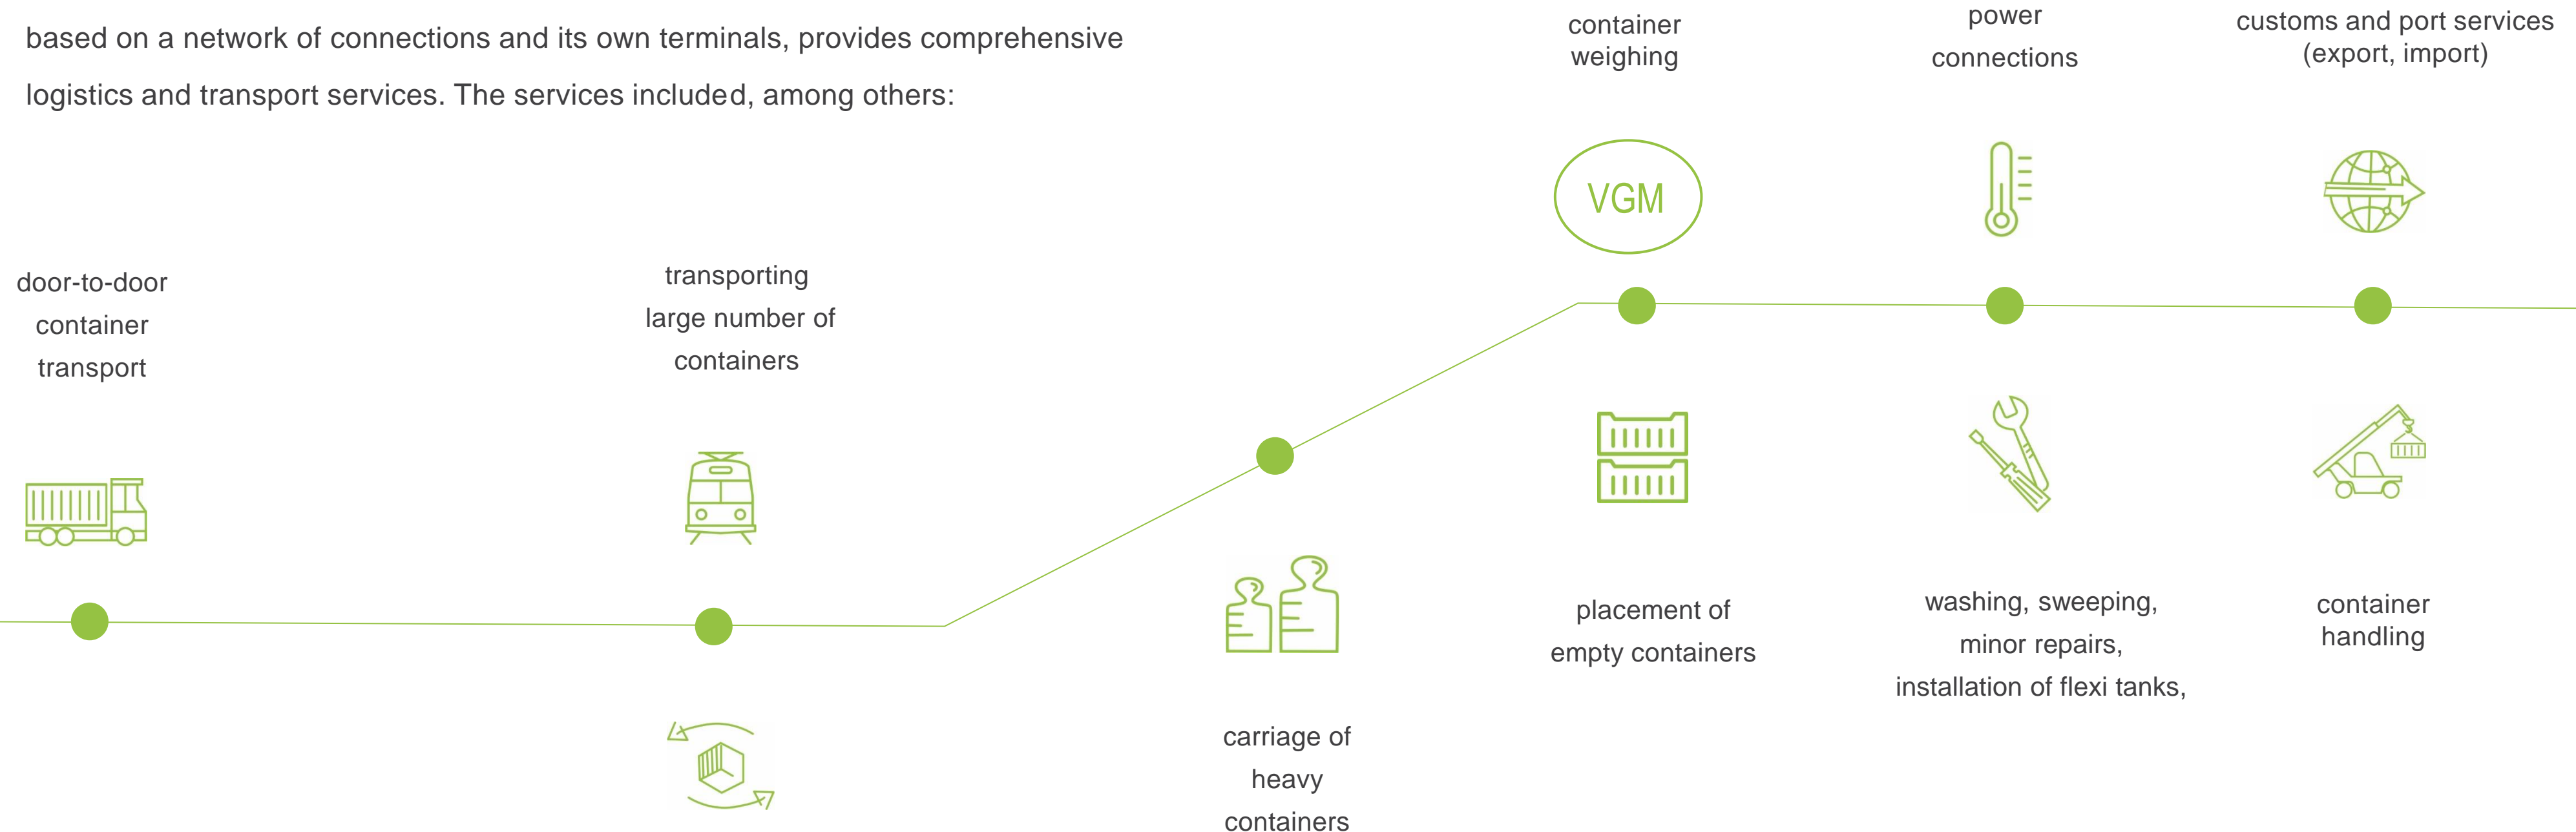 based on a network of connections and its own terminals, provides comprehensive
logistics and transport services. The services included, among others:
door-to-door
container
transport
transporting
large number of
containers
carriage of
heavy
containers
container
weighing
VGM
placement of
empty containers
power
connections
washing, sweeping,
minor repairs,
installation of flexi tanks,
customs and port services
(export, import)
container
handling